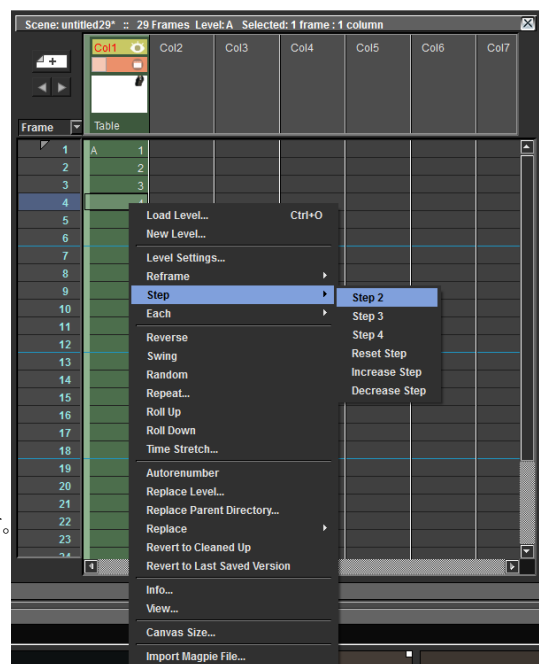 Scene: untitled29* :: 29 Frames Level: A Selected: 1 frame : 1 column
Col1 Col2 Col3 Col4 Col5 Col6 Col7
Frame Table
1 A 1
2 2
3 3
4
5
6
7
8
9
10
11
12
13
14
15
16
17
18
19
20
21
22
23
24
Load Level... Ctrl+O
New Level...
Level Settings...
Reframe
Step
Each
Reverse
Swing
Random
Repeat...
Roll Up
Roll Down
Time Stretch...
Autorenumber
Replace Level...
Replace Parent Directory...
Replace
Revert to Cleaned Up
Revert to Last Saved Version
Info...
View...
Canvas Size...
Import Magpie File...
Step 2
Step 3
Step 4
Reset Step
Increase Step
Decrease Step
。